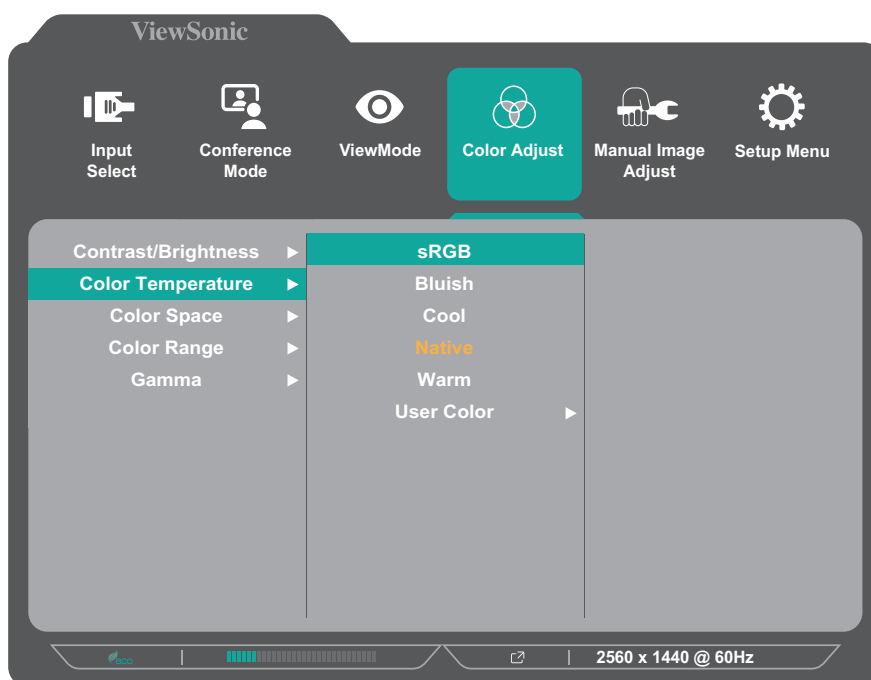 ViewSonic
Input
Select
Conference
Mode
ViewMode
Color Adjust
Manual Image
Adjust
Setup Menu
Contrast/Brightness
Color Temperature
Color Space
Color Range
Gamma
sRGB
Bluish
Cool
Native
Warm
User Color
eco
2560 x 1440 @ 60Hz